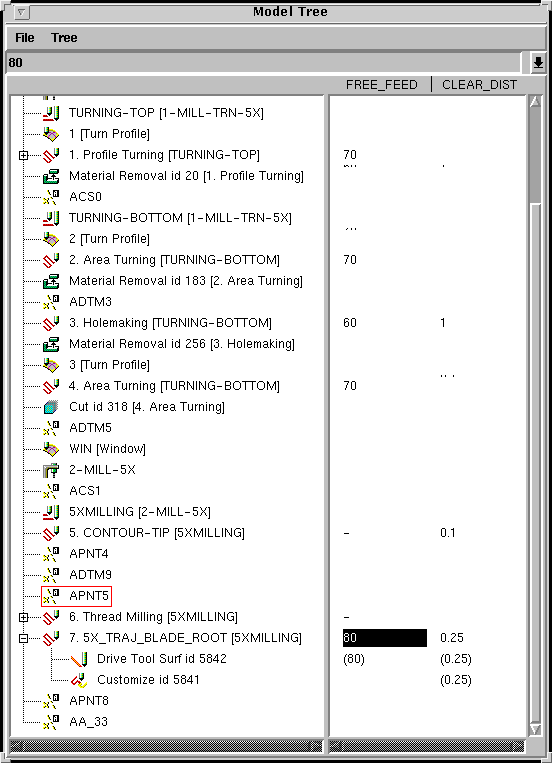 Model Tree
File Tree
80
FREE_FEED CLEAR_DIST
TURNING-TOP [1-MILL-TRN-5X]
1 [Turn Profile]
1. Profile Turning [TURNING-TOP] 70
Material Removal id 20 [1. Profile Turning]
ACS0
TURNING-BOTTOM [1-MILL-TRN-5X]
2 [Turn Profile]
2. Area Turning [TURNING-BOTTOM] 70
Material Removal id 183 [2. Area Turning]
ADTM3
3. Holemaking [TURNING-BOTTOM] 60 1
Material Removal id 256 [3. Holemaking]
3 [Turn Profile]
4. Area Turning [TURNING-BOTTOM] 70
Cut id 318 [4. Area Turning]
ADTM5
WIN [Window]
2-MILL-5X
ACS1
5XMILLING [2-MILL-5X]
5. CONTOUR-TIP [5XMILLING] - 0.1
APNT4
ADTM9
APNT5
6. Thread Milling [5XMILLING] -
7. 5X_TRAJ_BLADE_ROOT [5XMILLING] 80 0.25
Drive Tool Surf id 5842 (80) (0.25)
Customize id 5841 (0.25)
APNT8
AA_33